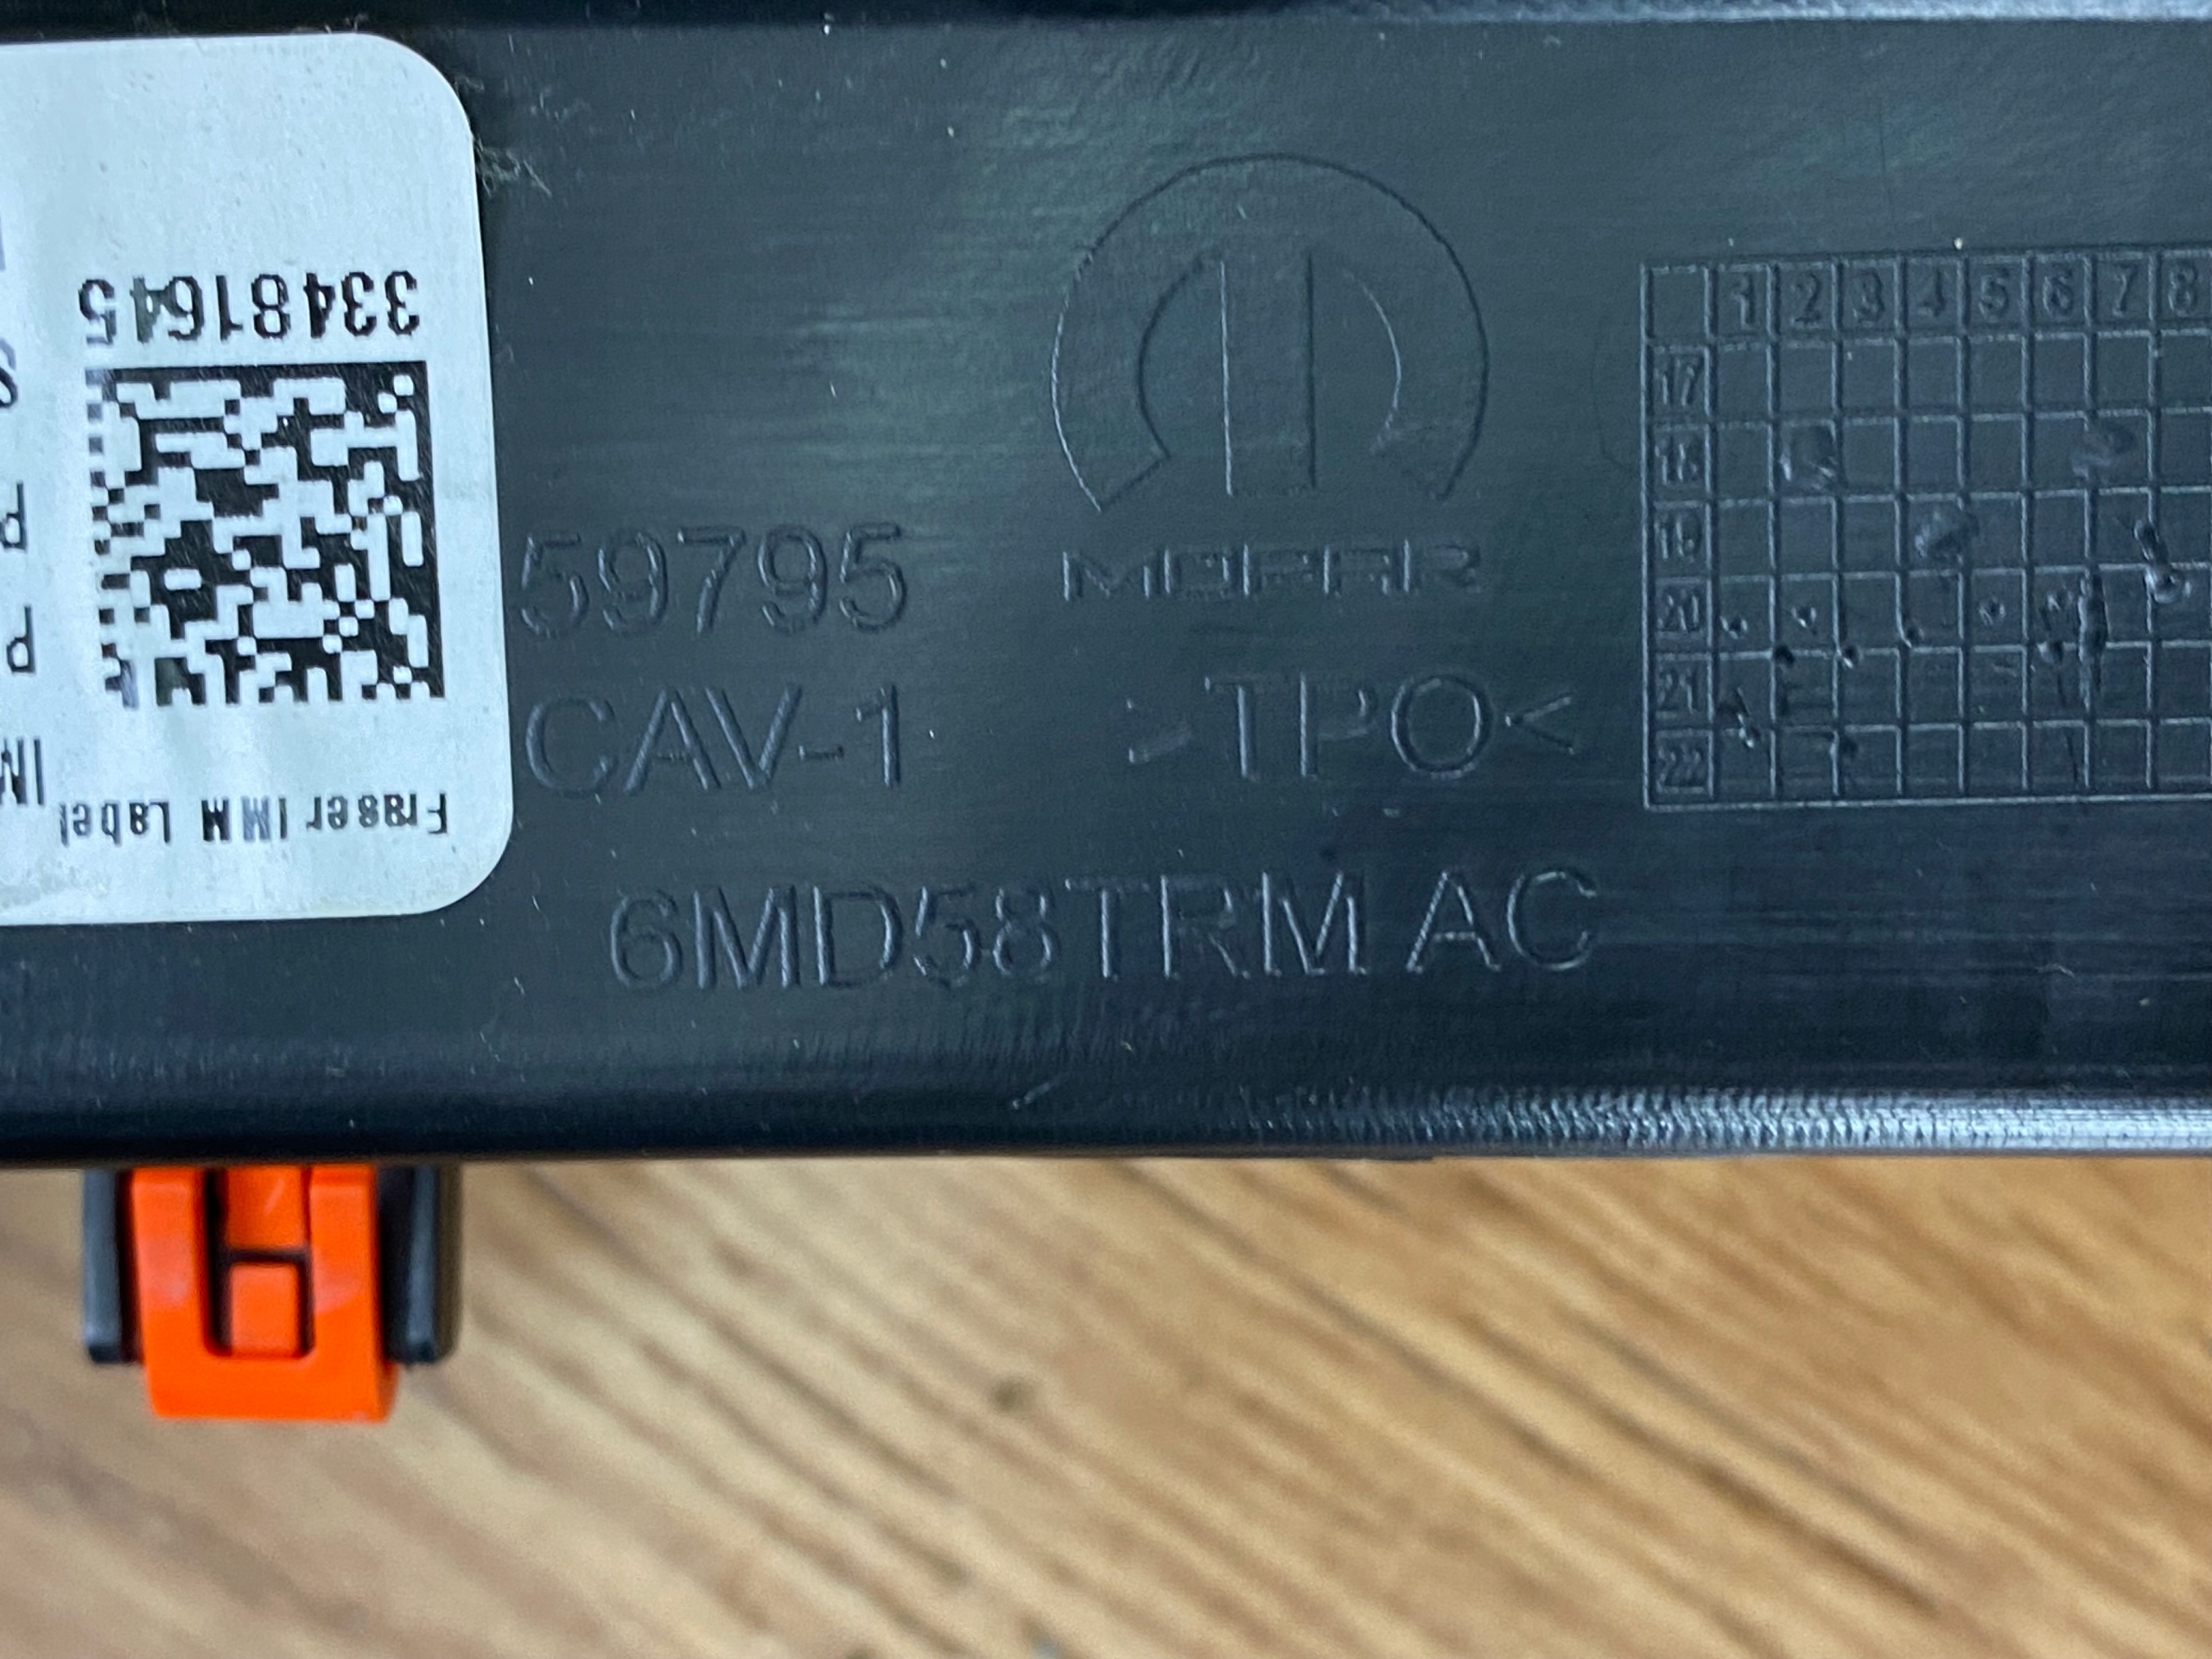 33481645
Fraser IMM Label
IM
59795
CAV-1
MOPAR
>TPO<
6MD58TRM AC
1 2 3 4 5 6 7 8
17
18
19
20
21
22